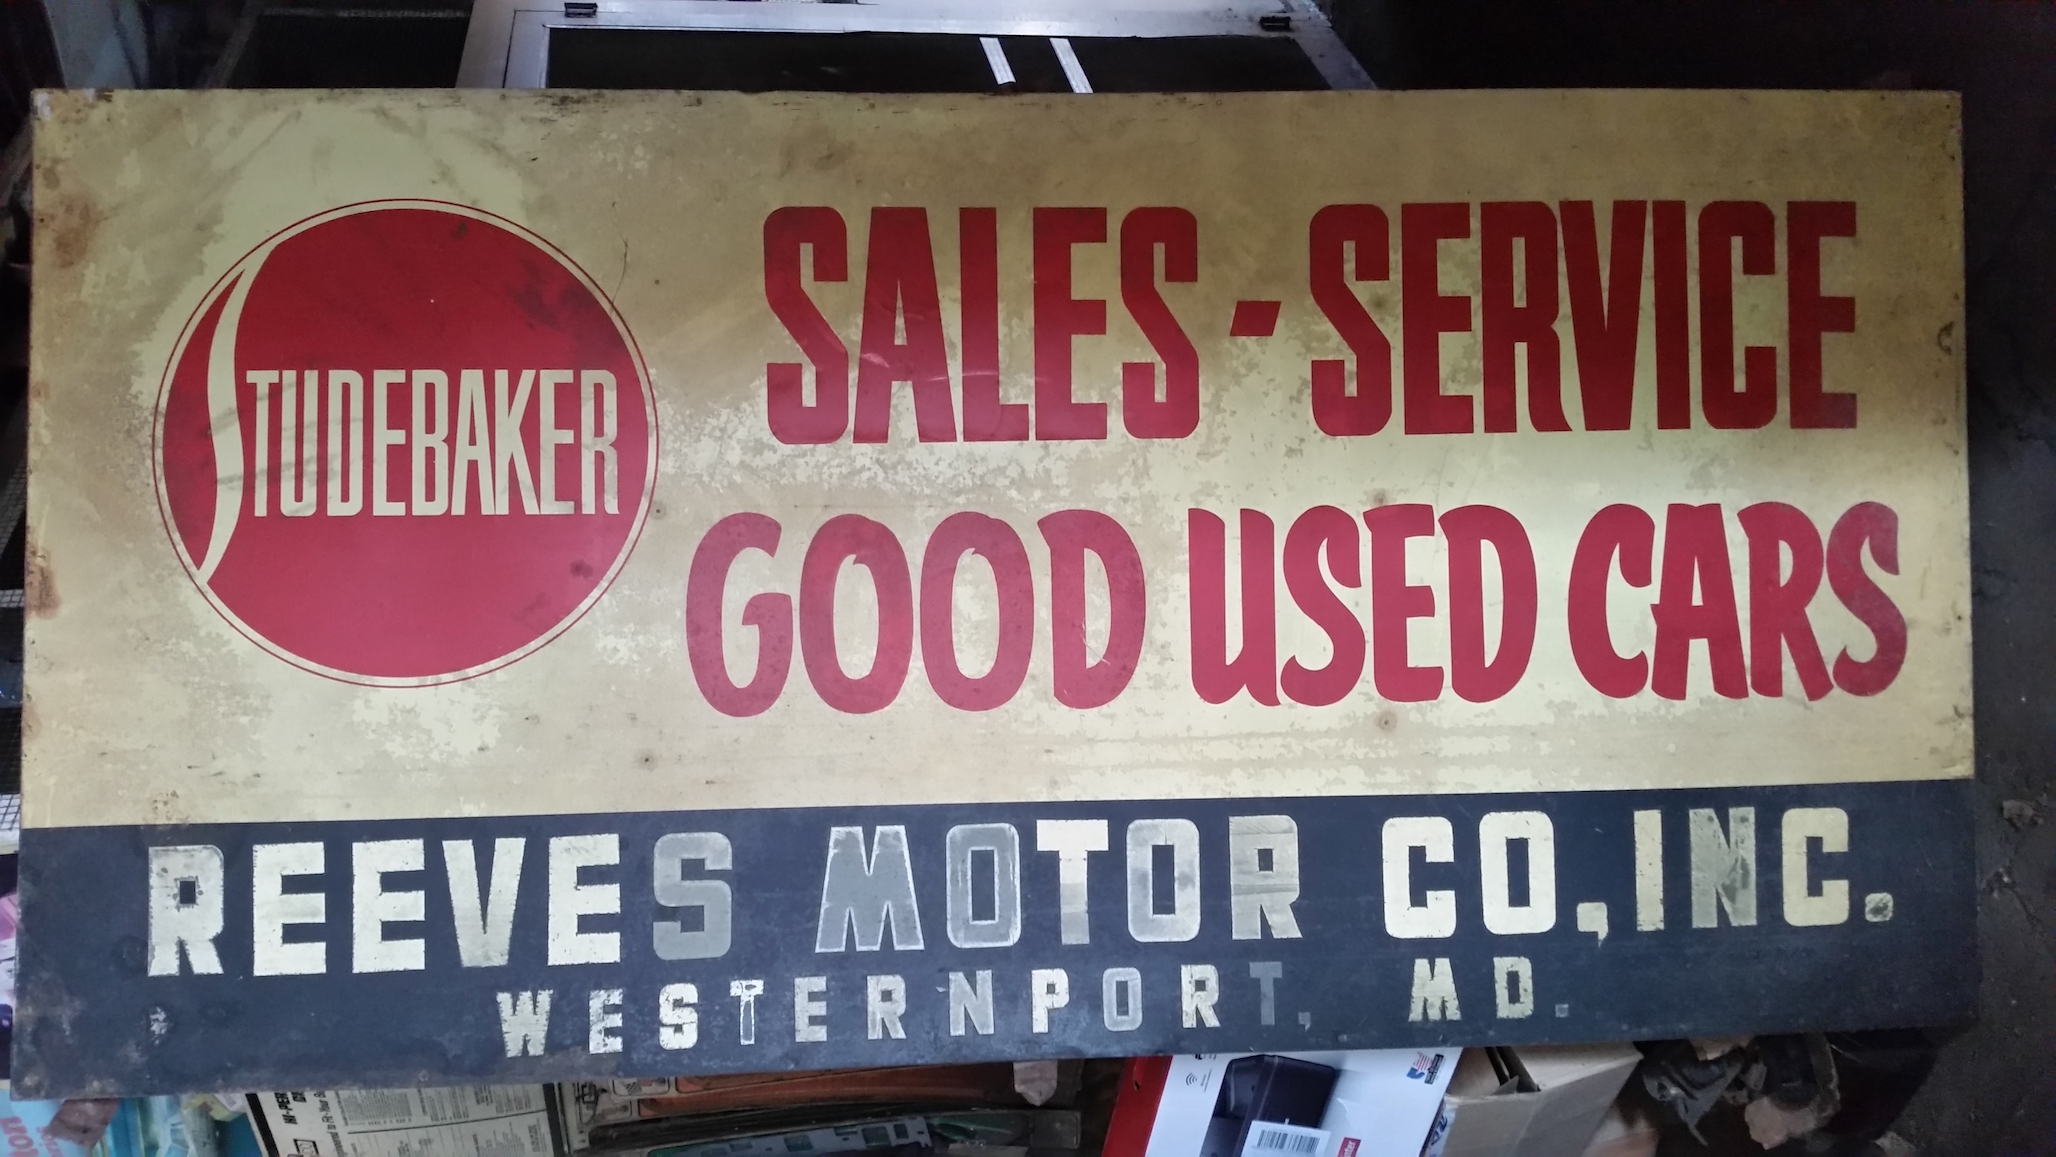 STUDEBAKER
SALES - SERVICE
GOOD USED CARS
REEVES MOTOR CO., INC.
WESTERNPORT, MD.